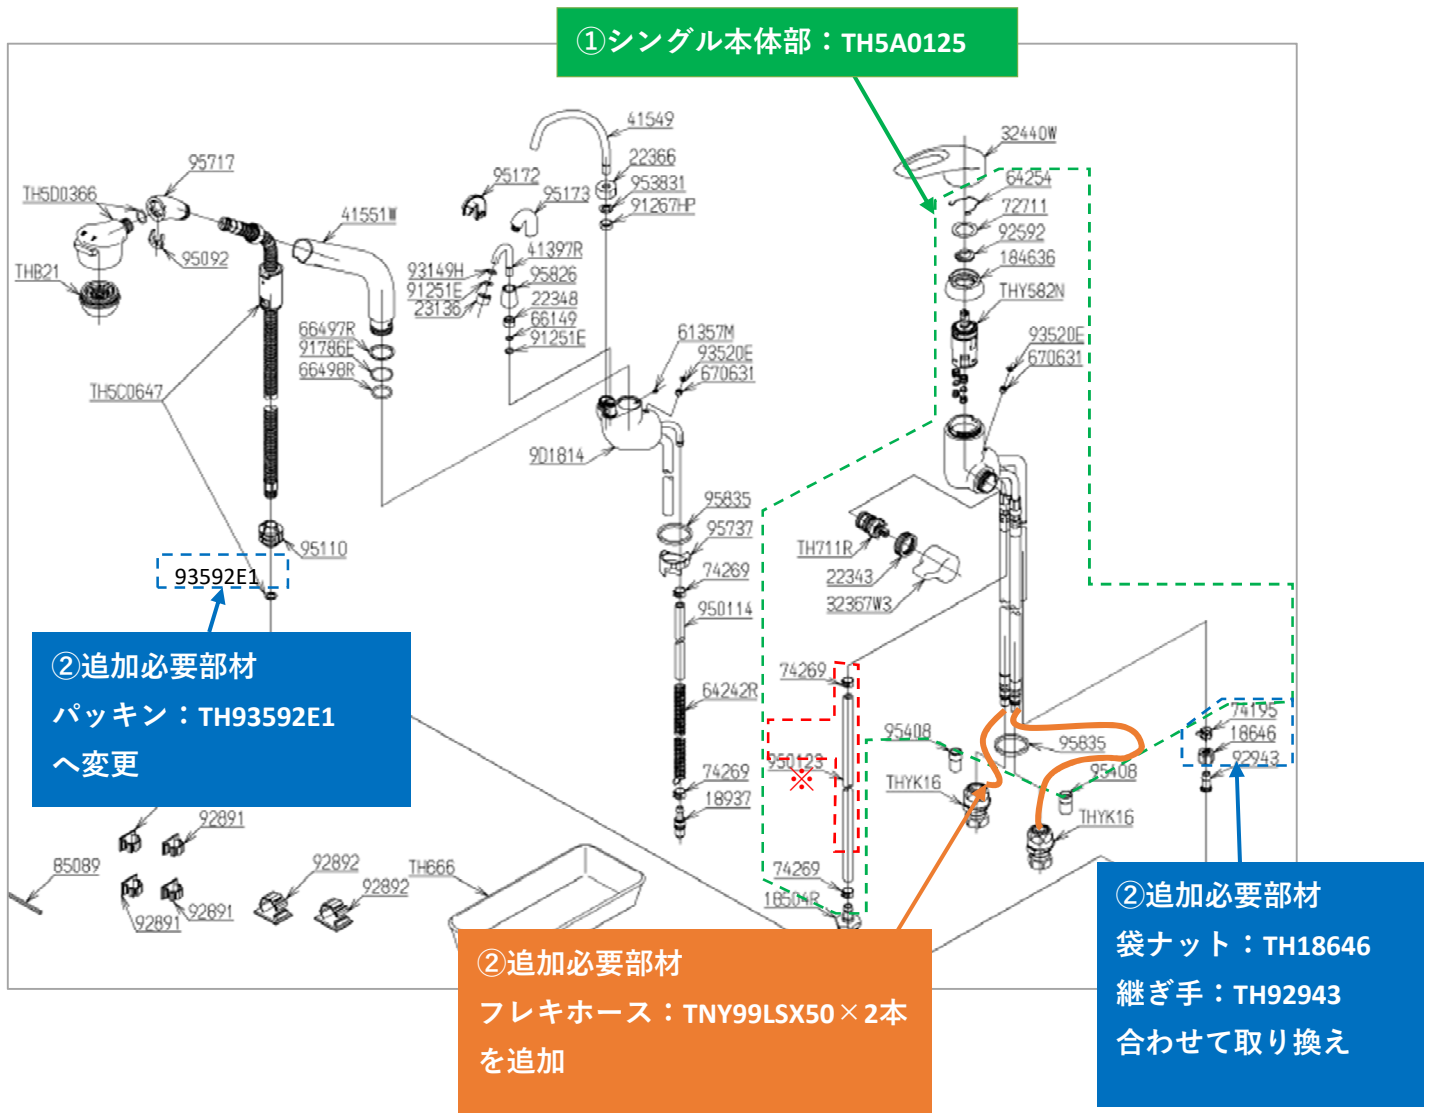 ①シングル本体部：TH5A0125
41549
22366
953831
91267HP
95172
95173
32440W
64254
72711
92592
184636
THY582N
93520E
670631
95717
TH5D0366
41551W
95092
THB21
93149H
91251E
23136
41397R
95826
22348
66149
91251E
66497R
91786E
66498R
TH5C0647
61357M
93520E
670631
9D1814
95835
95737
74269
950114
64242R
74269
18937
95110
93592E1
TH711R
22343
32367W3
74269
950123
※
74269
18504R
95408
THYK16
95835
95408
THYK16
74195
18646
92943
②追加必要部材
パッキン：TH93592E1
へ変更
92891
92891
92891
85089
92892
92892
TH666
②追加必要部材
フレキホース：TNY99LSX50×2本
を追加
②追加必要部材
袋ナット：TH18646
継ぎ手：TH92943
合わせて取り換え